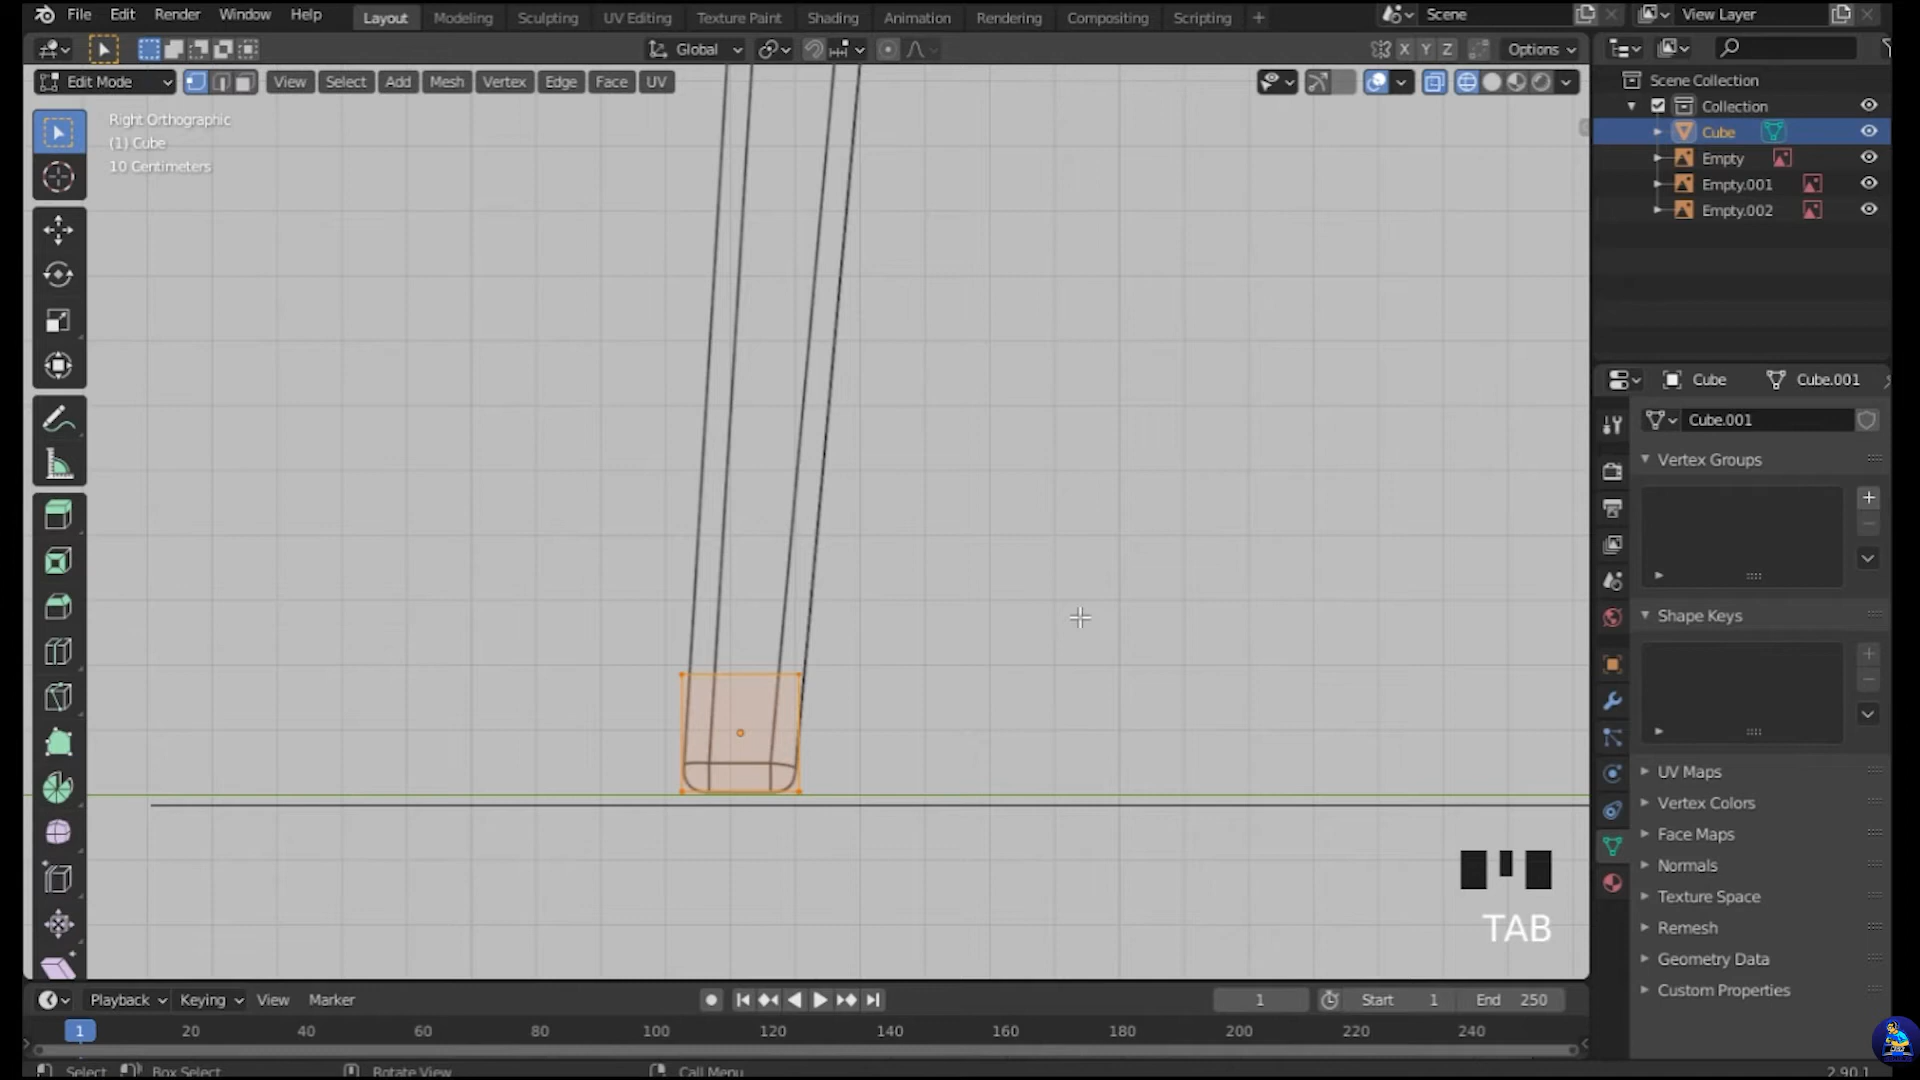 File Edit Render Window Help Layout Modeling Sculpting UV Editing Texture Paint Shading Animation Rendering Compositing Scripting + Scene View Layer
Global X Y Z Options
Edit Mode View Select Add Mesh Vertex Edge Face UV
Right Orthographic
(1) Cube
10 Centimeters
Scene Collection
Collection
Cube
Empty
Empty.001
Empty.002
Cube Cube.001
Cube.001
Vertex Groups
Shape Keys
UV Maps
Vertex Colors
Face Maps
Normals
Texture Space
Remesh
Geometry Data
Custom Properties
TAB
Playback Keying View Marker 1 Start 1 End 250
1 20 40 60 80 100 120 140 160 180 200 220 240
Select Box Select Rotate View Call Menu 2.90.1